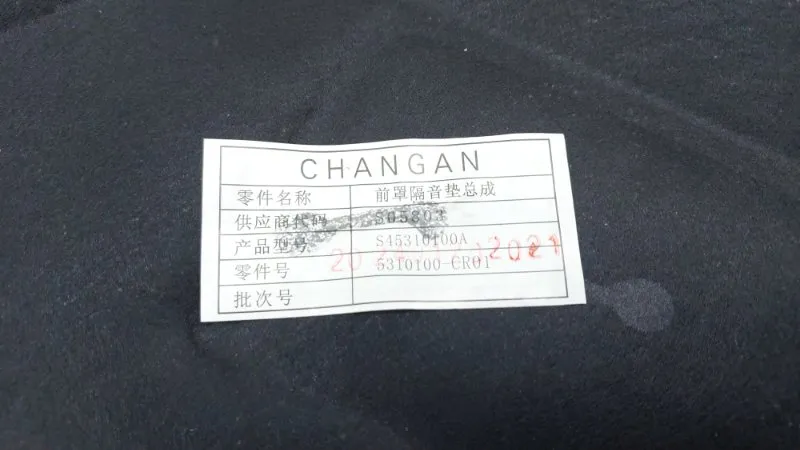 CHANGAN
零件名称 前罩隔音垫总成
供应商代码 S05803
产品型号 S45310100A
零件号 5310100-CR01
批次号
2021